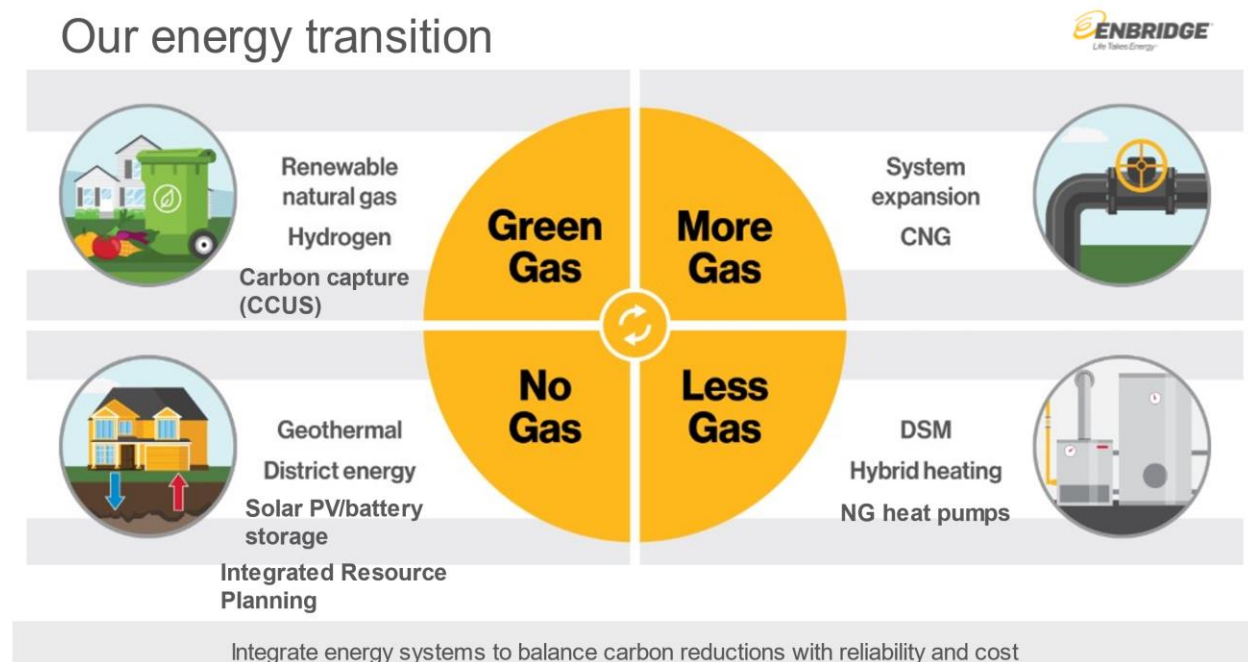 Our energy transition
ENBRIDGE
Life Takes Energy
Renewable
natural gas
Hydrogen
Carbon capture
(CCUS)
Green
Gas
More
Gas
System
expansion
CNG
Geothermal
District energy
Solar PV/battery
storage
Integrated Resource
Planning
No
Gas
Less
Gas
DSM
Hybrid heating
NG heat pumps
Integrate energy systems to balance carbon reductions with reliability and cost